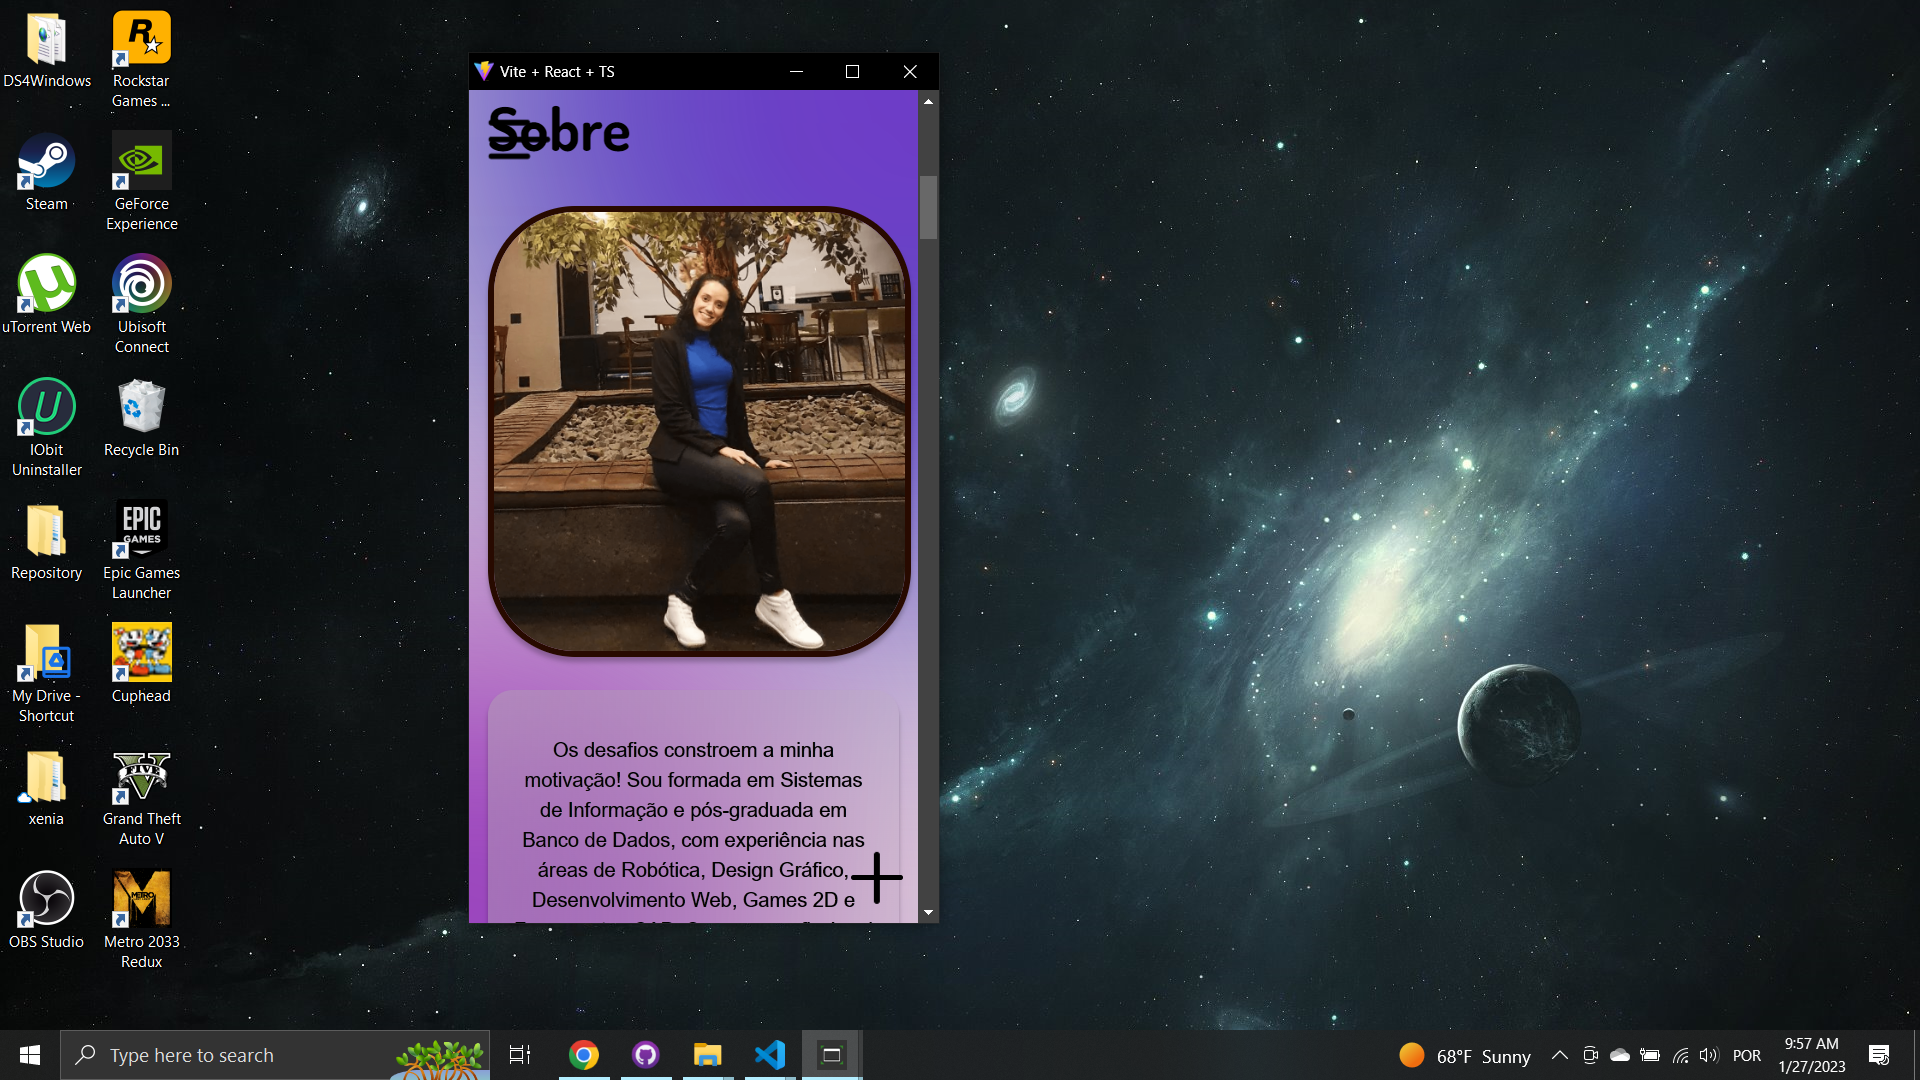 DS4Windows
Rockstar
Games ...
Steam
GeForce
Experience
uTorrent Web
Ubisoft
Connect
IObit
Uninstaller
Recycle Bin
Repository
EPIC
GAMES
Epic Games
Launcher
My Drive -
Shortcut
Cuphead
xenia
FIVE
Grand Theft
Auto V
OBS Studio
METRO
Metro 2033
Redux
Vite + React + TS
Sobre
Os desafios constroem a minha
motivação! Sou formada em Sistemas
de Informação e pós-graduada em
Banco de Dados, com experiência nas
áreas de Robótica, Design Gráfico,
Desenvolvimento Web, Games 2D e
Type here to search
68°F Sunny
POR
9:57 AM
1/27/2023